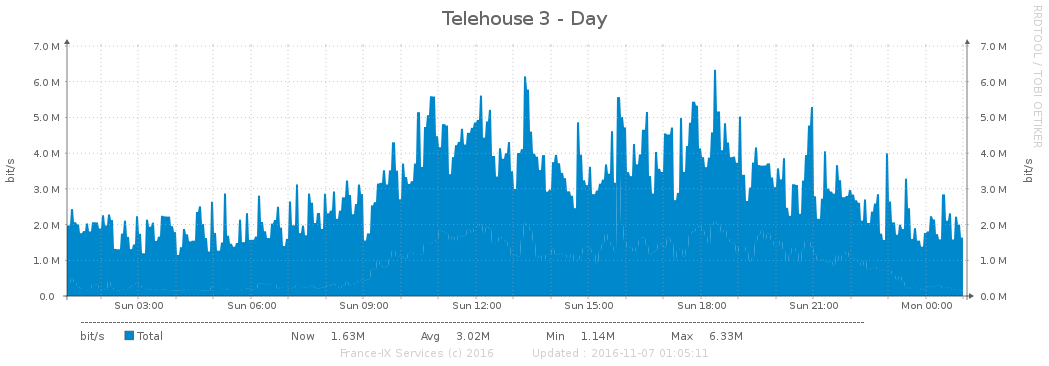 Telehouse 3 - Day
RRDTOOL / TOBI OETIKER
7.0 M 7.0 M
6.0 M 6.0 M
5.0 M 5.0 M
4.0 M 4.0 M
3.0 M 3.0 M
2.0 M 2.0 M
1.0 M 1.0 M
0.0 0.0 M
bit/s bit/s
Sun 03:00 Sun 06:00 Sun 09:00 Sun 12:00 Sun 15:00 Sun 18:00 Sun 21:00 Mon 00:00
bit/s Total Now 1.63M Avg 3.02M Min 1.14M Max 6.33M
France-IX Services (c) 2016 Updated : 2016-11-07 01:05:11